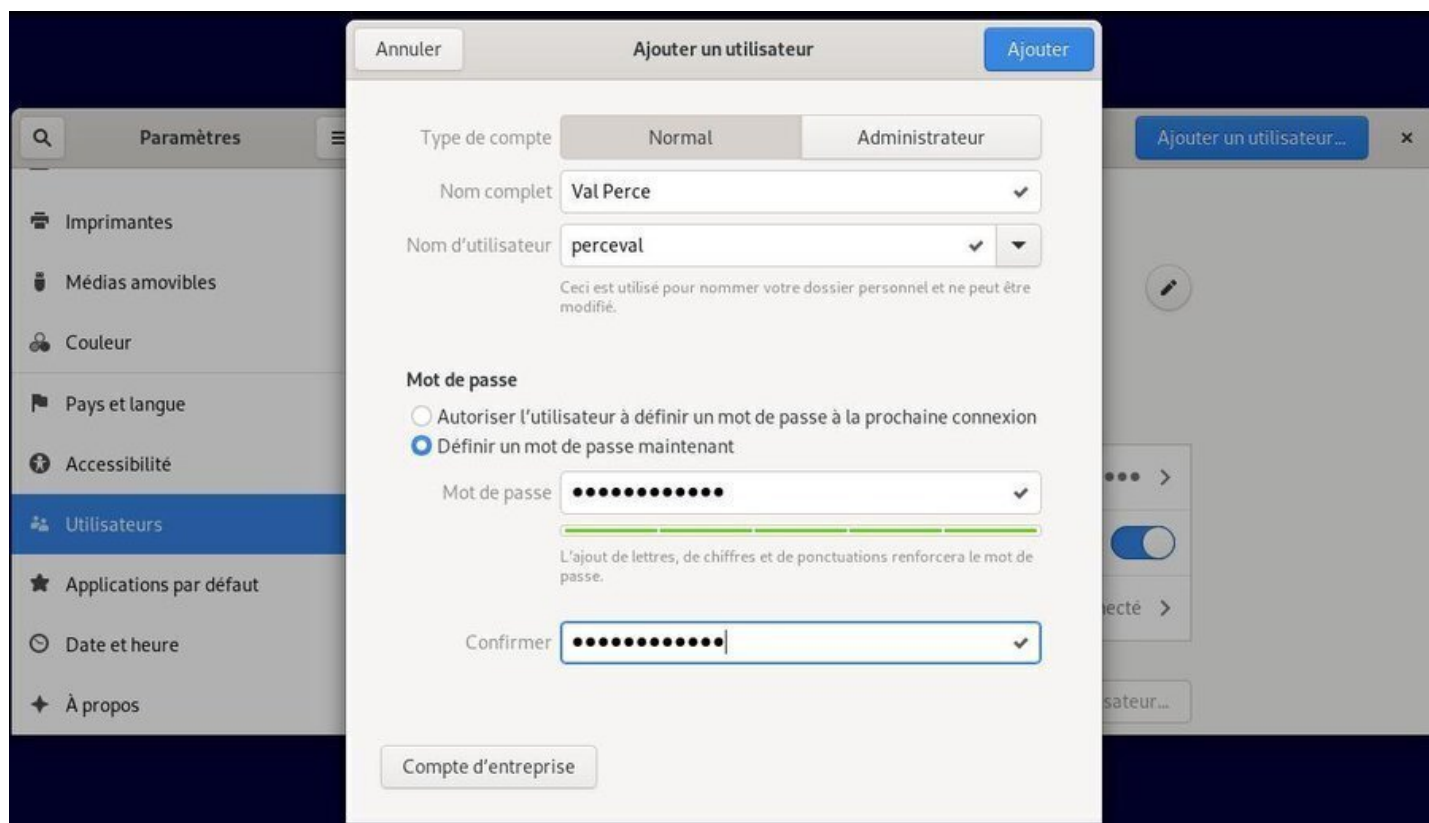 Annuler
Ajouter un utilisateur
Ajouter
Paramètres
Ajouter un utilisateur...
Imprimantes
Médias amovibles
Couleur
Pays et langue
Accessibilité
Utilisateurs
Applications par défaut
Date et heure
À propos
Type de compte
Normal
Administrateur
Nom complet
Val Perce
Nom d'utilisateur
perceval
Ceci est utilisé pour nommer votre dossier personnel et ne peut être
modifié.
Mot de passe
Autoriser l'utilisateur à définir un mot de passe à la prochaine connexion
Définir un mot de passe maintenant
Mot de passe
●●●●●●●●●●●●
L'ajout de lettres, de chiffres et de ponctuations renforcera le mot de
passe.
Confirmer
●●●●●●●●●●●●
Compte d'entreprise
●●●
necté
sateur...